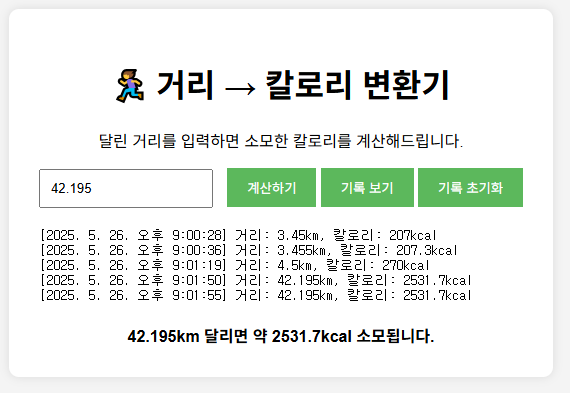 거리 → 칼로리 변환기
달린 거리를 입력하면 소모한 칼로리를 계산해드립니다.
42.195 계산하기 기록 보기 기록 초기화
[2025. 5. 26. 오후 9:00:28] 거리: 3.45km, 칼로리: 207kcal
[2025. 5. 26. 오후 9:00:36] 거리: 3.455km, 칼로리: 207.3kcal
[2025. 5. 26. 오후 9:01:19] 거리: 4.5km, 칼로리: 270kcal
[2025. 5. 26. 오후 9:01:50] 거리: 42.195km, 칼로리: 2531.7kcal
[2025. 5. 26. 오후 9:01:55] 거리: 42.195km, 칼로리: 2531.7kcal
42.195km 달리면 약 2531.7kcal 소모됩니다.